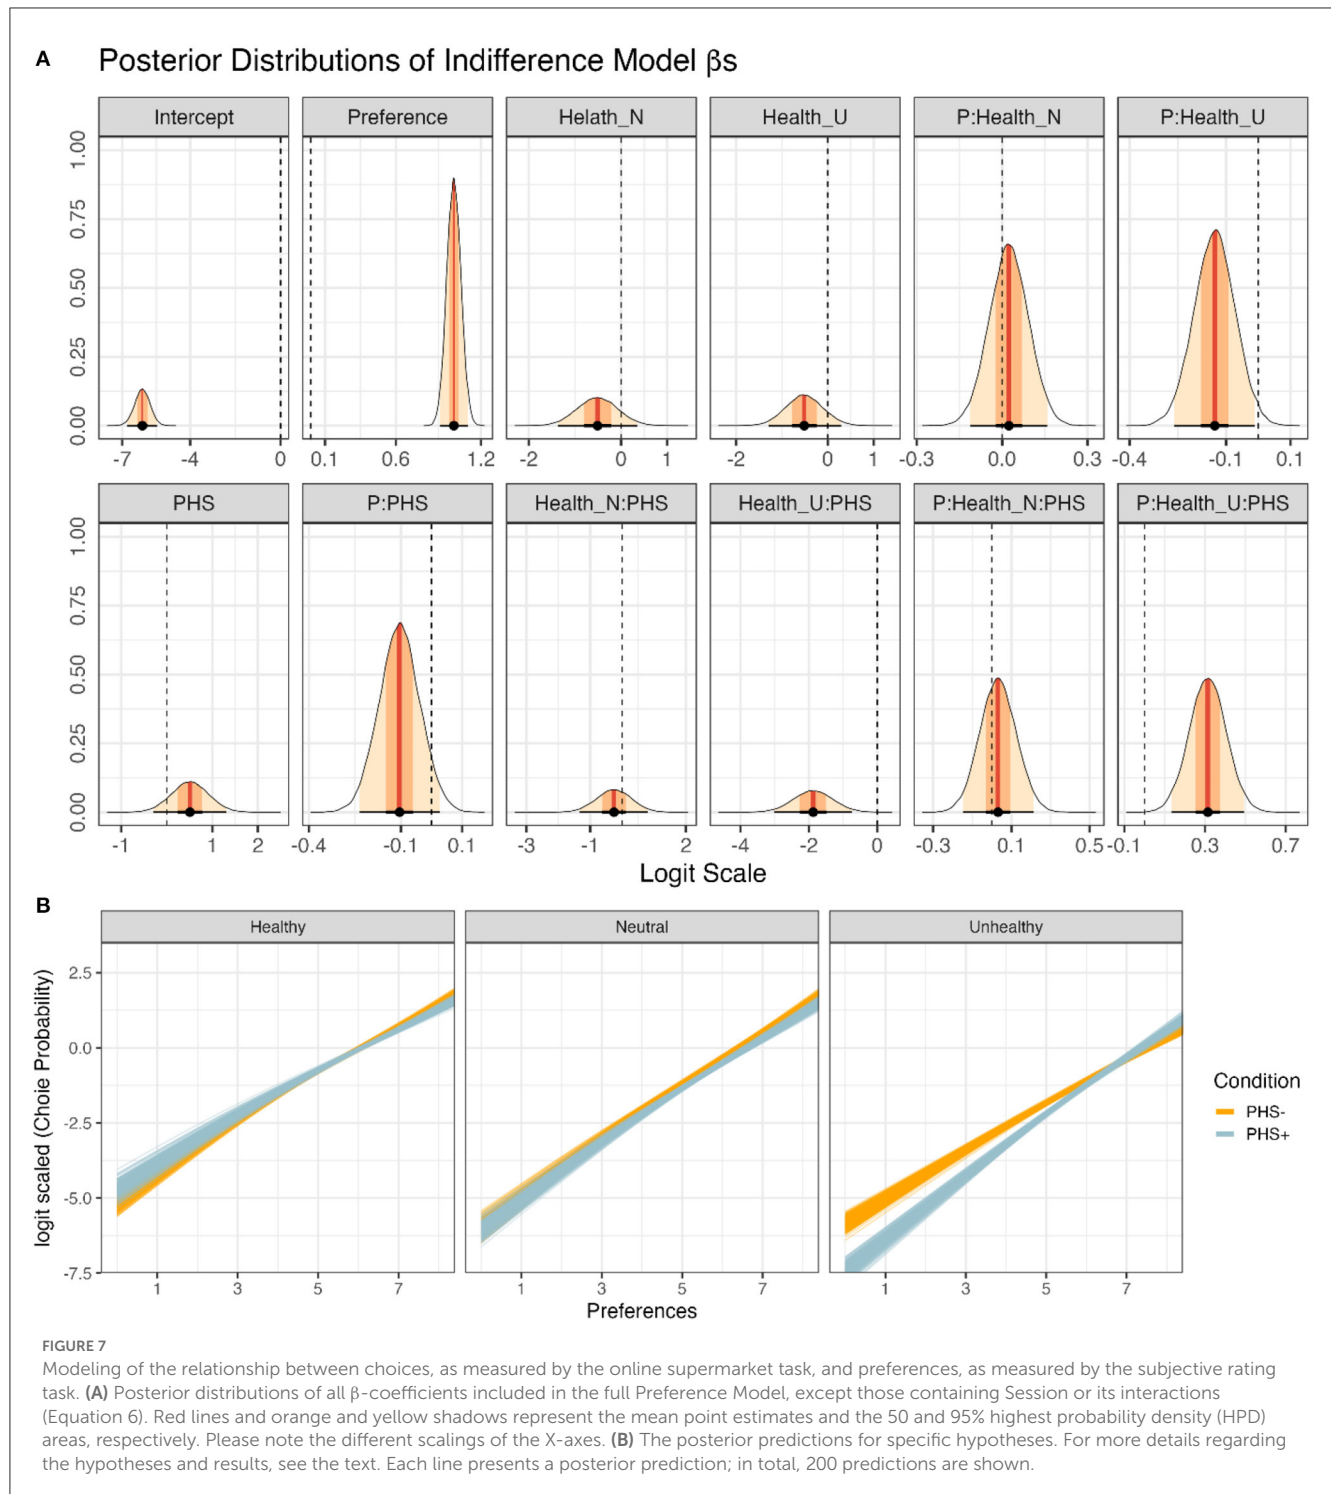 A
Posterior Distributions of Indifference Model βs
Intercept
Preference
Helath_N
Health_U
P:Health_N
P:Health_U
1.00
0.75
0.50
0.25
0.00
-7 -4 0
0.1 0.6 1.2
-2 0 1
-2 0 1
-0.3 0.0 0.3
-0.4 -0.1 0.1
PHS
P:PHS
Health_N:PHS
Health_U:PHS
P:Health_N:PHS
P:Health_U:PHS
1.00
0.75
0.50
0.25
0.00
-1 1 2
-0.4 -0.1 0.1
-3 -1 0 2
-4 -2 0
-0.3 0.1 0.5
-0.1 0.3 0.7
Logit Scale
B
Healthy
Neutral
Unhealthy
logit scaled (Choie Probability)
2.5
0.0
-2.5
-5.0
-7.5
1 3 5 7
1 3 5 7
1 3 5 7
Preferences
Condition
PHS-
PHS+
FIGURE 7
Modeling of the relationship between choices, as measured by the online supermarket task, and preferences, as measured by the subjective rating
task. (A) Posterior distributions of all β-coefficients included in the full Preference Model, except those containing Session or its interactions
(Equation 6). Red lines and orange and yellow shadows represent the mean point estimates and the 50 and 95% highest probability density (HPD)
areas, respectively. Please note the different scalings of the X-axes. (B) The posterior predictions for specific hypotheses. For more details regarding
the hypotheses and results, see the text. Each line presents a posterior prediction; in total, 200 predictions are shown.